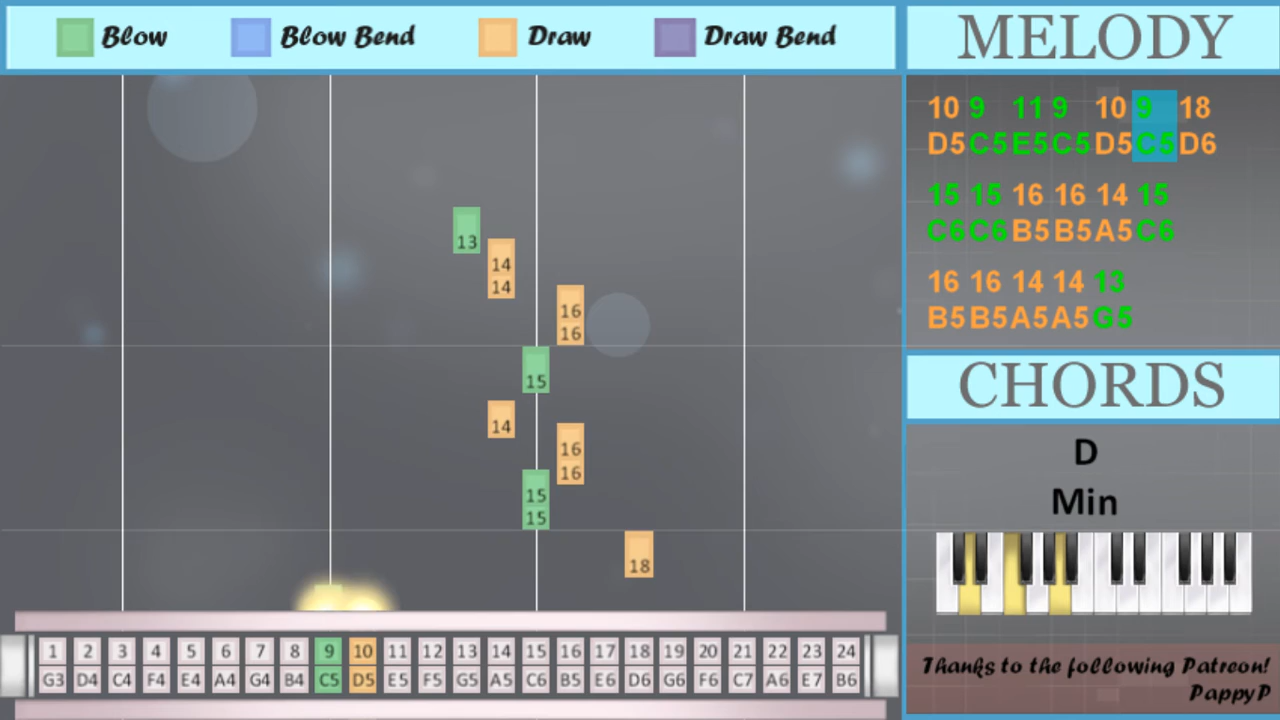 Blow Blow Bend Draw Draw Bend
MELODY
10 9 11 9 10 9 18
D5 C5 E5 C5 D5 C5 D6
15 15 16 16 14 15
C6 C6 B5 B5 A5 C6
16 16 14 14 13
B5 B5 A5 A5 G5
CHORDS
D
Min
13
14
14
16
16
15
14
16
16
15
15
18
1 2 3 4 5 6 7 8 9 10 11 12 13 14 15 16 17 18 19 20 21 22 23 24
G3 D4 C4 F4 E4 A4 G4 B4 C5 D5 E5 F5 G5 A5 C6 B5 E6 D6 G6 F6 C7 A6 E7 B6
Thanks to the following Patreon!
PappyP